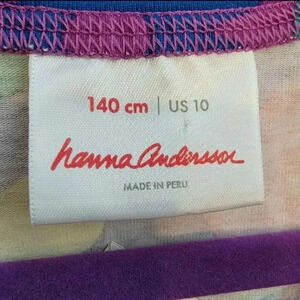 140 cm | US 10
hanna andersson
MADE IN PERU